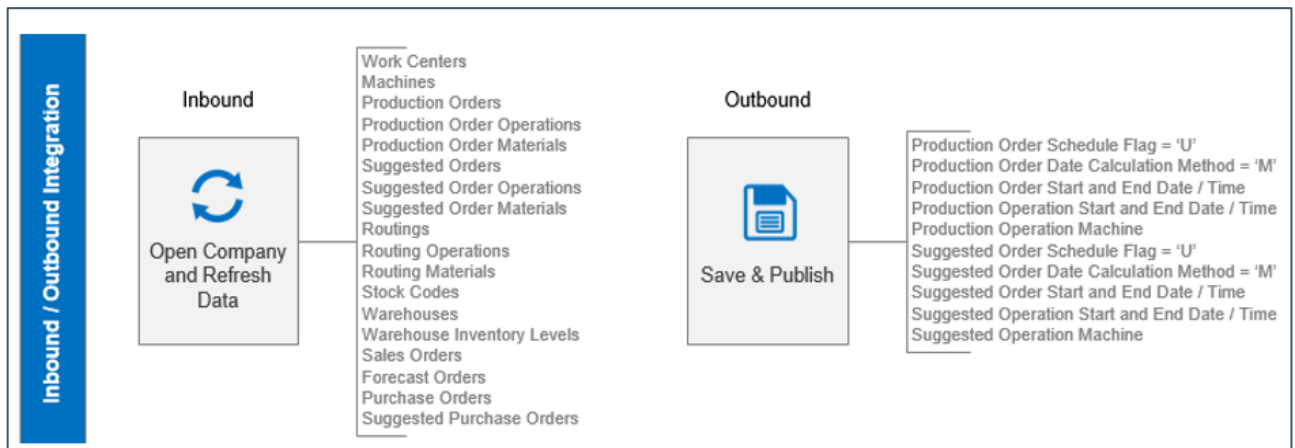 Inbound / Outbound Integration
Inbound
Open Company
and Refresh
Data
Work Centers
Machines
Production Orders
Production Order Operations
Production Order Materials
Suggested Orders
Suggested Order Operations
Suggested Order Materials
Routings
Routing Operations
Routing Materials
Stock Codes
Warehouses
Warehouse Inventory Levels
Sales Orders
Forecast Orders
Purchase Orders
Suggested Purchase Orders
Outbound
Save & Publish
Production Order Schedule Flag = ‘U’
Production Order Date Calculation Method = ‘M’
Production Order Start and End Date / Time
Production Operation Start and End Date / Time
Production Operation Machine
Suggested Order Schedule Flag = ‘U’
Suggested Order Date Calculation Method = ‘M’
Suggested Order Start and End Date / Time
Suggested Operation Start and End Date / Time
Suggested Operation Machine